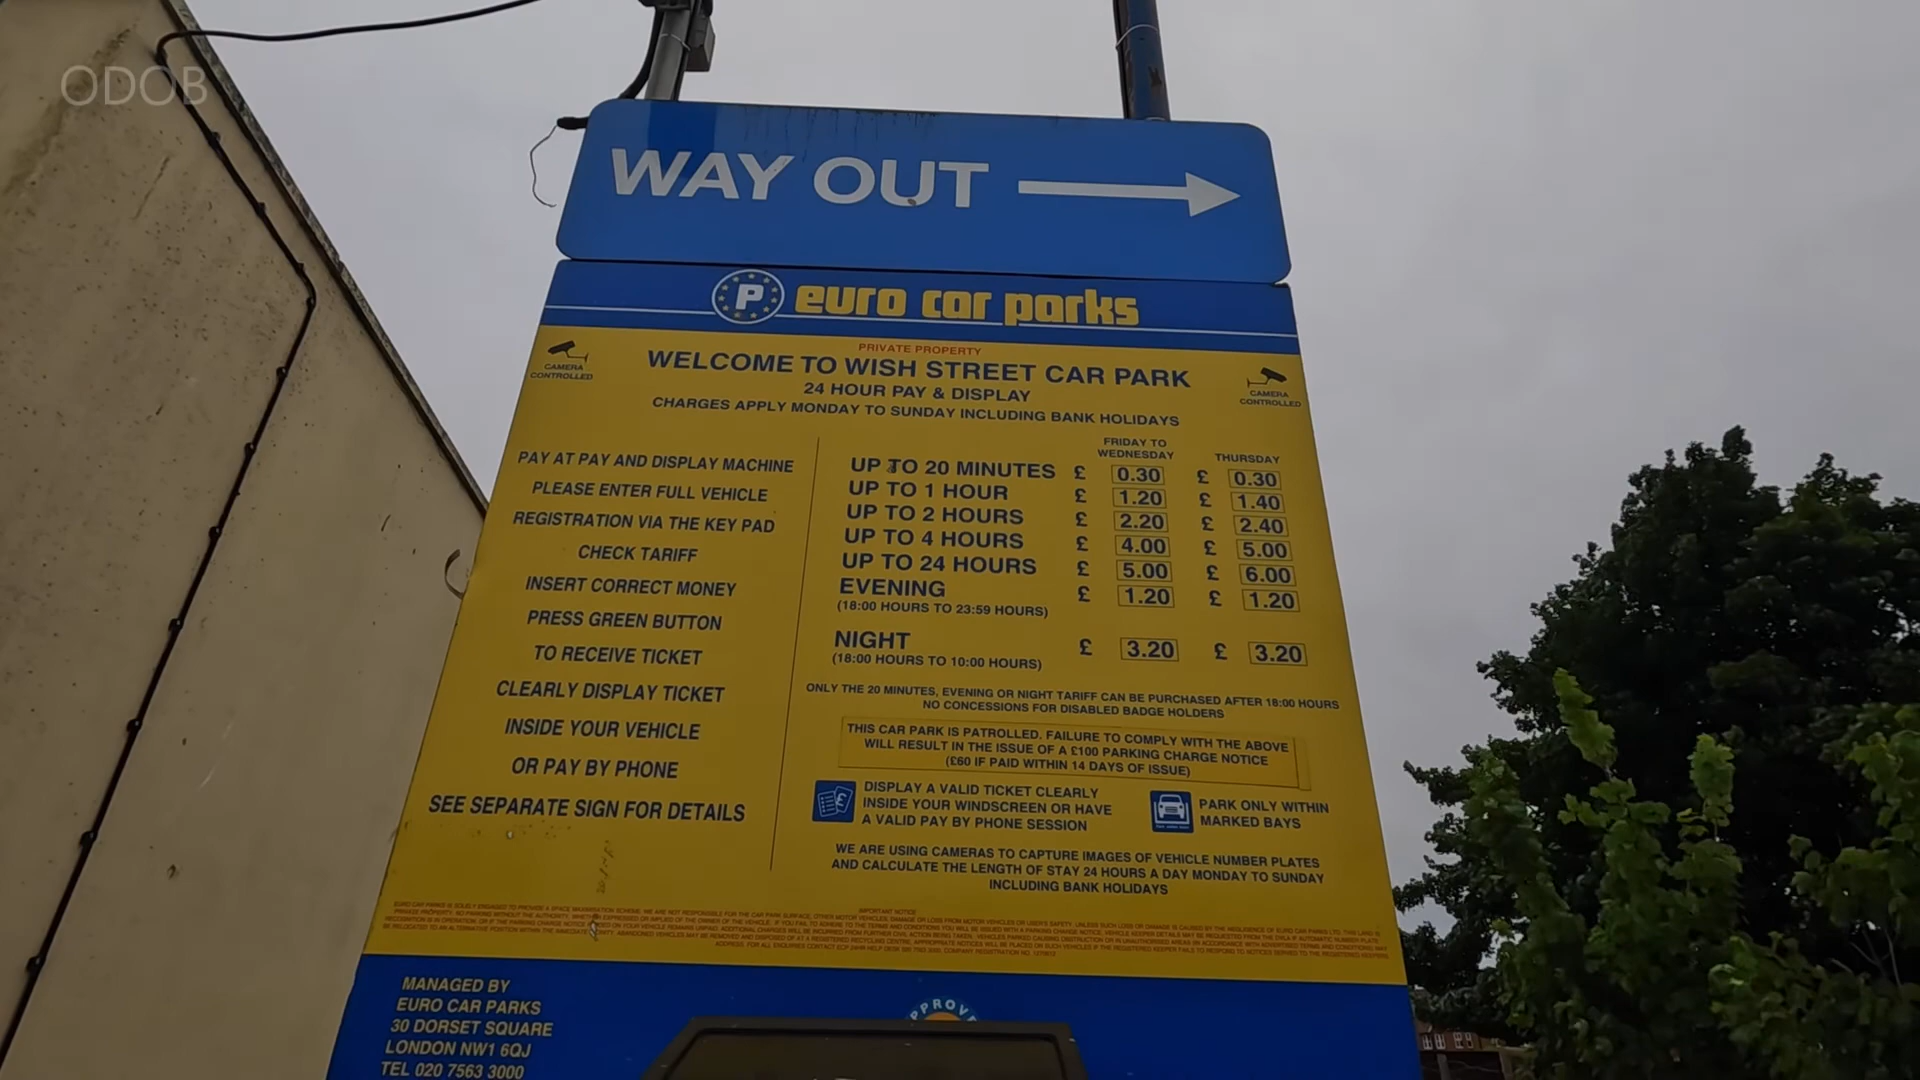 ODOB
WAY OUT
P euro car parks
PRIVATE PROPERTY
WELCOME TO WISH STREET CAR PARK
24 HOUR PAY & DISPLAY
CHARGES APPLY MONDAY TO SUNDAY INCLUDING BANK HOLIDAYS
CAMERA
CONTROLLED
CAMERA
CONTROLLED
PAY AT PAY AND DISPLAY MACHINE
PLEASE ENTER FULL VEHICLE
REGISTRATION VIA THE KEY PAD
CHECK TARIFF
INSERT CORRECT MONEY
PRESS GREEN BUTTON
TO RECEIVE TICKET
CLEARLY DISPLAY TICKET
INSIDE YOUR VEHICLE
OR PAY BY PHONE
SEE SEPARATE SIGN FOR DETAILS
FRIDAY TO
WEDNESDAY THURSDAY
UP TO 20 MINUTES £ 0.30 £ 0.30
UP TO 1 HOUR £ 1.20 £ 1.40
UP TO 2 HOURS £ 2.20 £ 2.40
UP TO 4 HOURS £ 4.00 £ 5.00
UP TO 24 HOURS £ 5.00 £ 6.00
EVENING £ 1.20 £ 1.20
(18:00 HOURS TO 23:59 HOURS)
NIGHT £ 3.20 £ 3.20
(18:00 HOURS TO 10:00 HOURS)
ONLY THE 20 MINUTES, EVENING OR NIGHT TARIFF CAN BE PURCHASED AFTER 18:00 HOURS
NO CONCESSIONS FOR DISABLED BADGE HOLDERS
THIS CAR PARK IS PATROLLED. FAILURE TO COMPLY WITH THE ABOVE
WILL RESULT IN THE ISSUE OF A £100 PARKING CHARGE NOTICE
(£60 IF PAID WITHIN 14 DAYS OF ISSUE)
DISPLAY A VALID TICKET CLEARLY
INSIDE YOUR WINDSCREEN OR HAVE
A VALID PAY BY PHONE SESSION
PARK ONLY WITHIN
MARKED BAYS
WE ARE USING CAMERAS TO CAPTURE IMAGES OF VEHICLE NUMBER PLATES
AND CALCULATE THE LENGTH OF STAY 24 HOURS A DAY MONDAY TO SUNDAY
INCLUDING BANK HOLIDAYS
IMPORTANT NOTICE
MANAGED BY
EURO CAR PARKS
30 DORSET SQUARE
LONDON NW1 6QJ
TEL 020 7563 3000